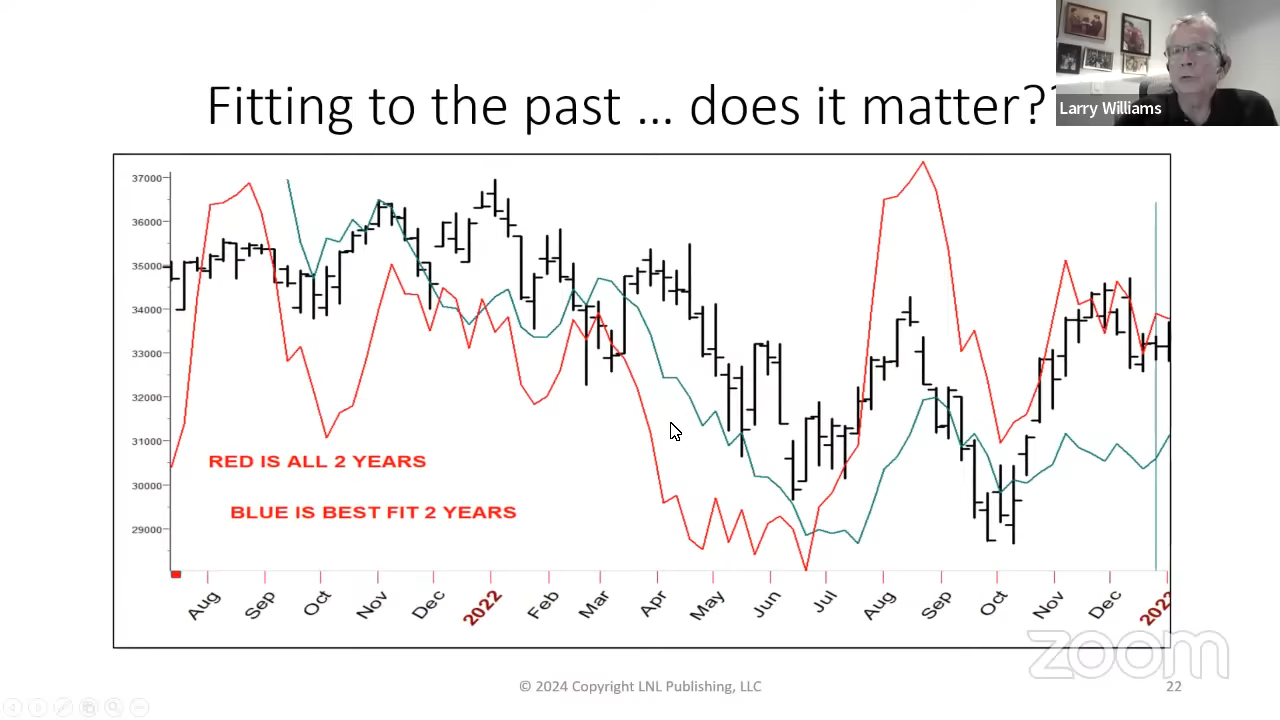 Larry Williams
Fitting to the past … does it matter??
37000
36000
35000
34000
33000
32000
31000
30000
29000
RED IS ALL 2 YEARS
BLUE IS BEST FIT 2 YEARS
Aug Sep Oct Nov Dec 2022 Feb Mar Apr May Jun Jul Aug Sep Oct Nov Dec 2023
zoom
© 2024 Copyright LNL Publishing, LLC
22